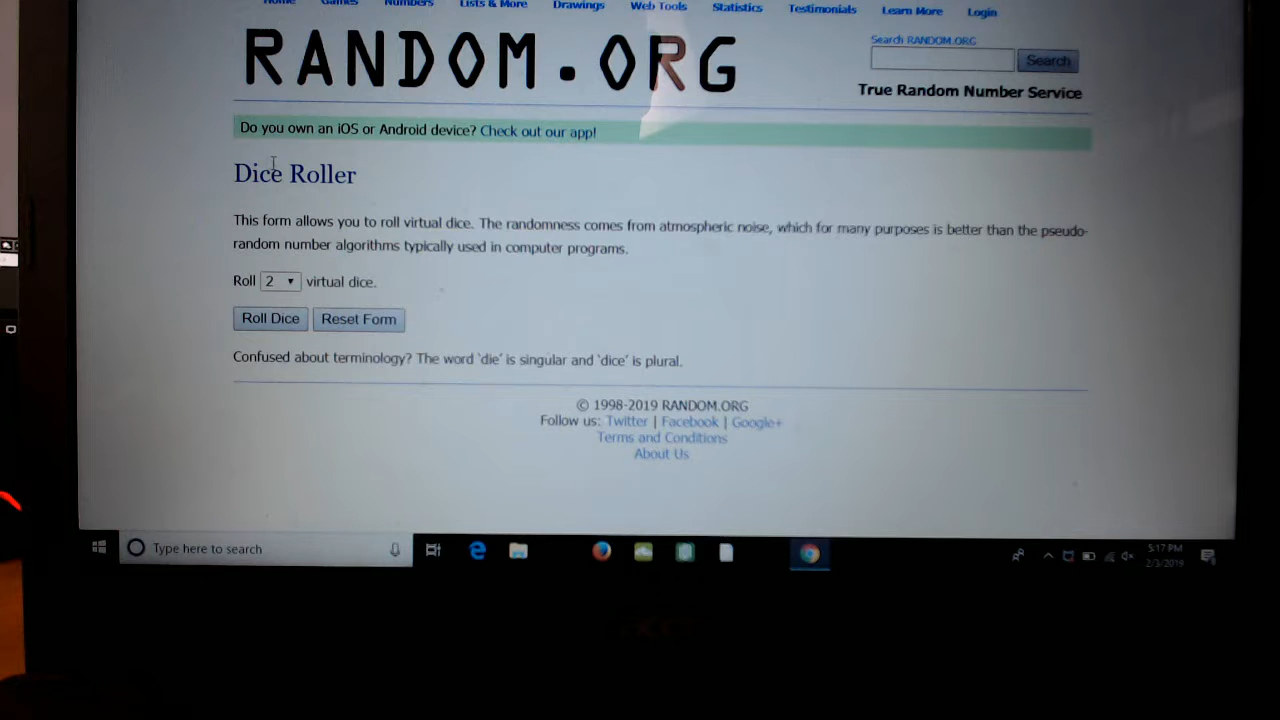 Home Games Numbers Lists & More Drawings Web Tools Statistics Testimonials Learn More Login
RANDOM.ORG
Search RANDOM.ORG
Search
True Random Number Service
Do you own an iOS or Android device? Check out our app!
Dice Roller
This form allows you to roll virtual dice. The randomness comes from atmospheric noise, which for many purposes is better than the pseudo-
random number algorithms typically used in computer programs.
Roll 2 virtual dice.
Roll Dice Reset Form
Confused about terminology? The word ‘die’ is singular and ‘dice’ is plural.
© 1998-2019 RANDOM.ORG
Follow us: Twitter | Facebook | Google+
Terms and Conditions
About Us
Type here to search
5:17 PM
2/3/2019